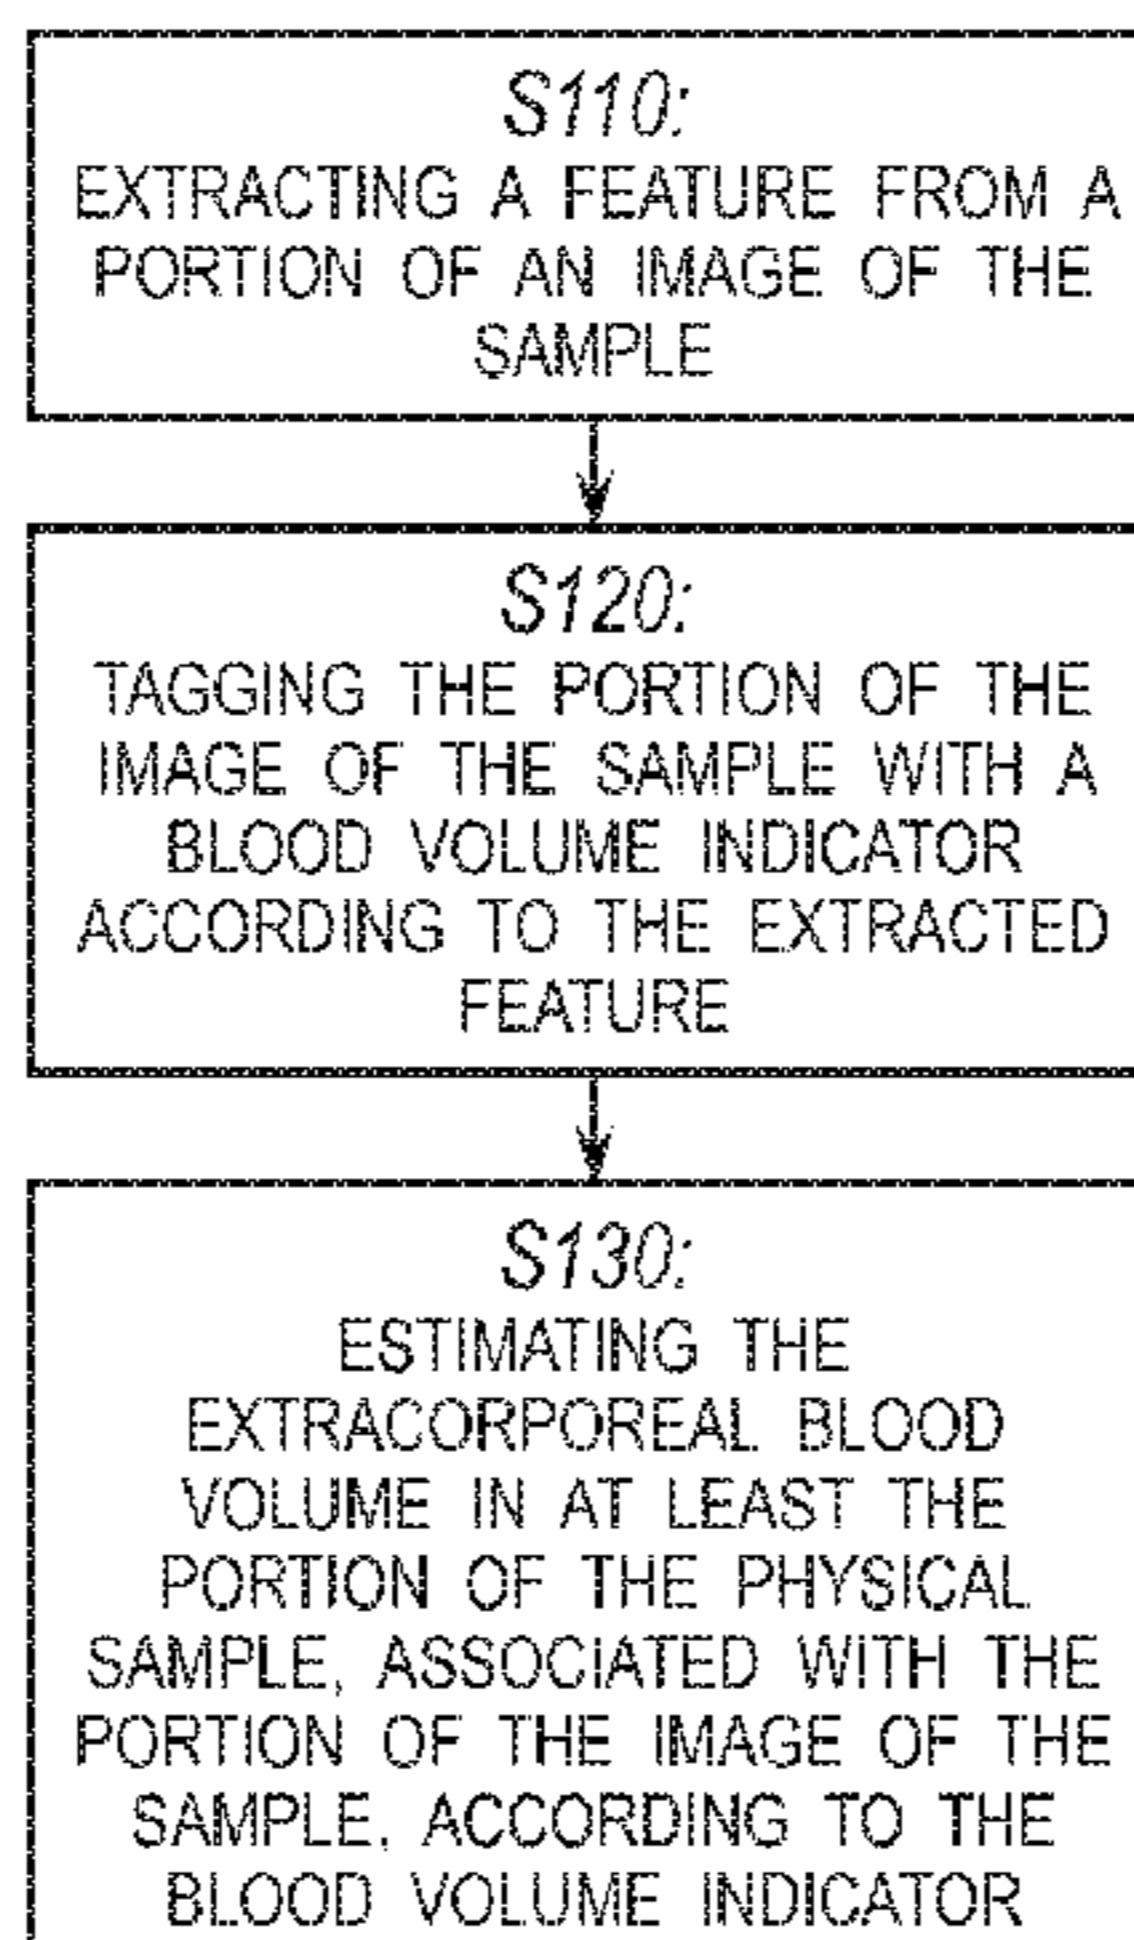 S110:
EXTRACTING A FEATURE FROM A
PORTION OF AN IMAGE OF THE
SAMPLE
S120:
TAGGING THE PORTION OF THE
IMAGE OF THE SAMPLE WITH A
BLOOD VOLUME INDICATOR
ACCORDING TO THE EXTRACTED
FEATURE
S130:
ESTIMATING THE
EXTRACORPOREAL BLOOD
VOLUME IN AT LEAST THE
PORTION OF THE PHYSICAL
SAMPLE, ASSOCIATED WITH THE
PORTION OF THE IMAGE OF THE
SAMPLE, ACCORDING TO THE
BLOOD VOLUME INDICATOR